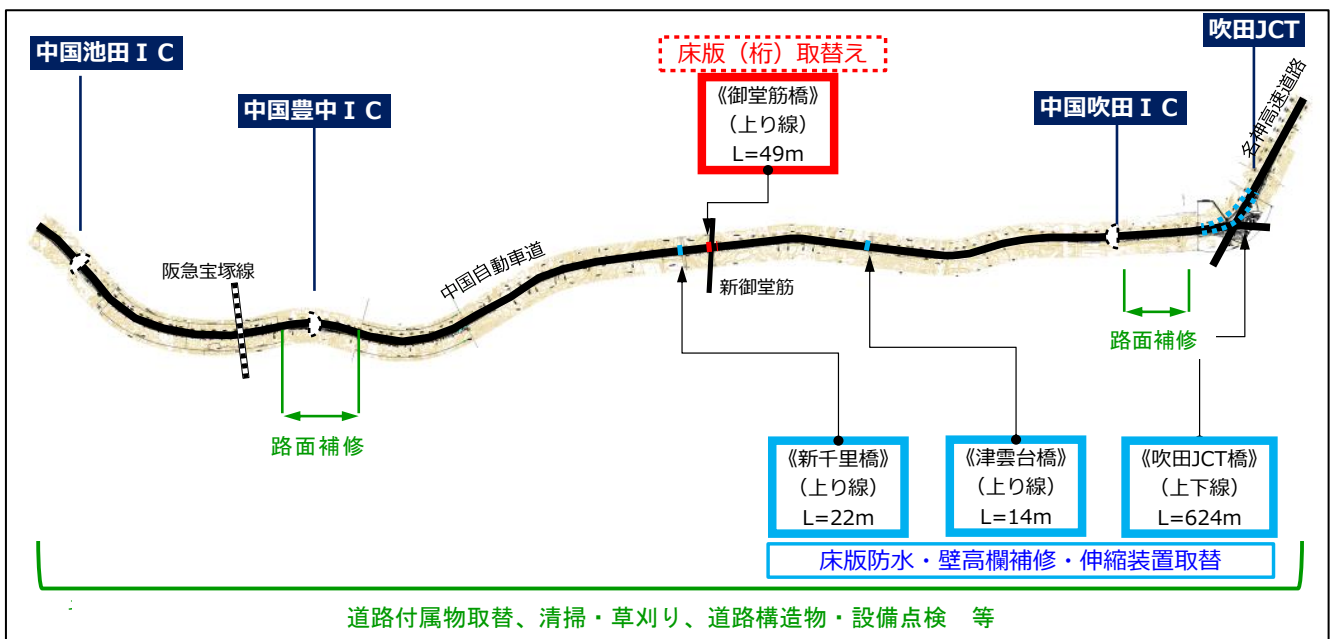 吹田JCT
中国池田ＩＣ
床版（桁）取替え
中国豊中ＩＣ
中国吹田ＩＣ
《御堂筋橋》
（上り線）
L=49m
名神高速道路
阪急宝塚線
中国自動車道
新御堂筋
路面補修
路面補修
《新千里橋》
（上り線）
L=22m
《津雲台橋》
（上り線）
L=14m
《吹田JCT橋》
（上下線）
L=624m
床版防水・壁高欄補修・伸縮装置取替
道路付属物取替、清掃・草刈り、道路構造物・設備点検　等